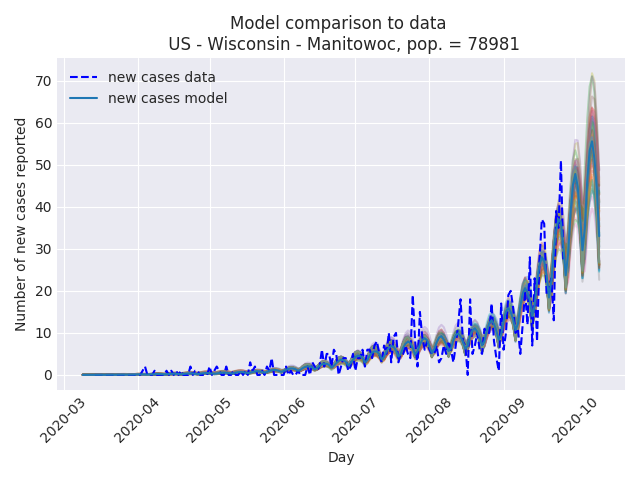 Model comparison to data
US - Wisconsin - Manitowoc, pop. = 78981
new cases data
new cases model
Number of new cases reported
70
60
50
40
30
20
10
0
2020-03
2020-04
2020-05
2020-06
2020-07
2020-08
2020-09
2020-10
Day